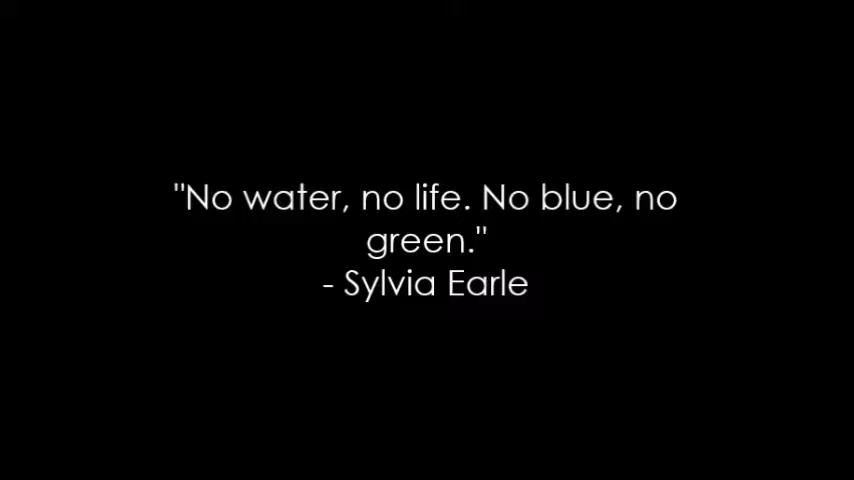 "No water, no life. No blue, no
green."
- Sylvia Earle